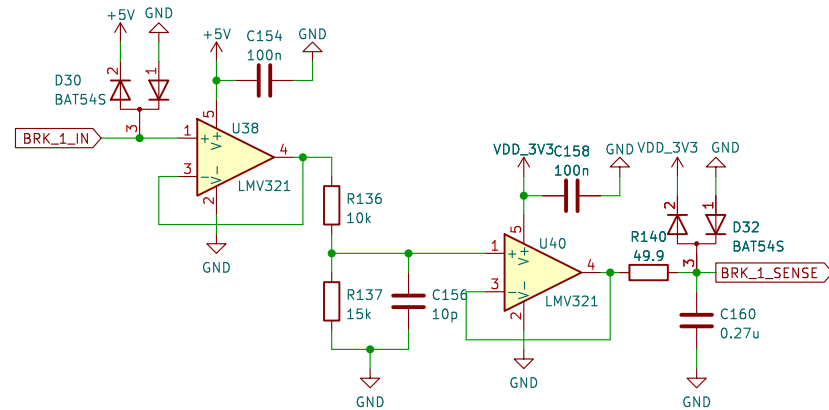 +5V
GND
2
1
D30
BAT54S
3
BRK_1_IN
+5V
C154
100n
GND
5
1
+
+
V
U38
4
3
-
-
V
LMV321
2
GND
R136
10k
R137
15k
C156
10p
GND
VDD_3V3
C158
100n
GND
5
1
+
+
V
U40
4
3
-
-
V
LMV321
2
GND
VDD_3V3
GND
2
1
R140
49.9
D32
BAT54S
3
BRK_1_SENSE
C160
0.27u
GND